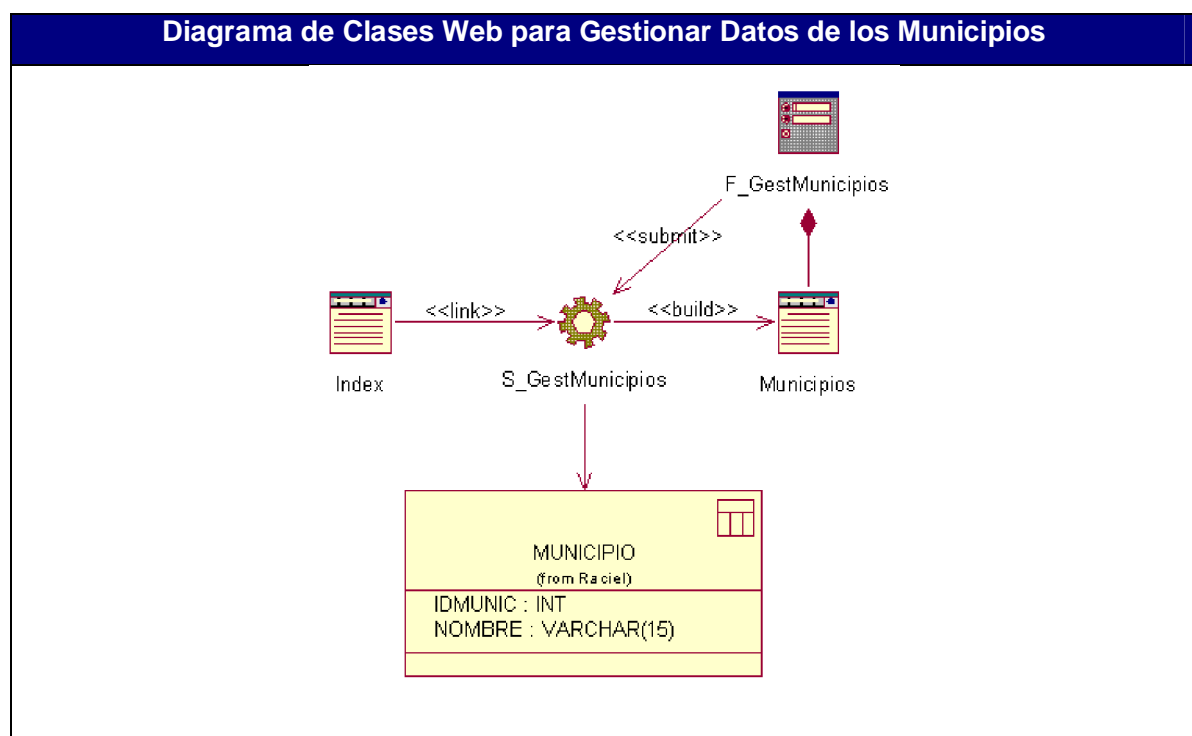 Diagrama de Clases Web para Gestionar Datos de los Municipios
F_GestMunicipios
<<submit>>
<<link>>
<<build>>
Index
S_GestMunicipios
Municipios
MUNICIPIO
(from Raciel)
IDMUNIC : INT
NOMBRE : VARCHAR(15)